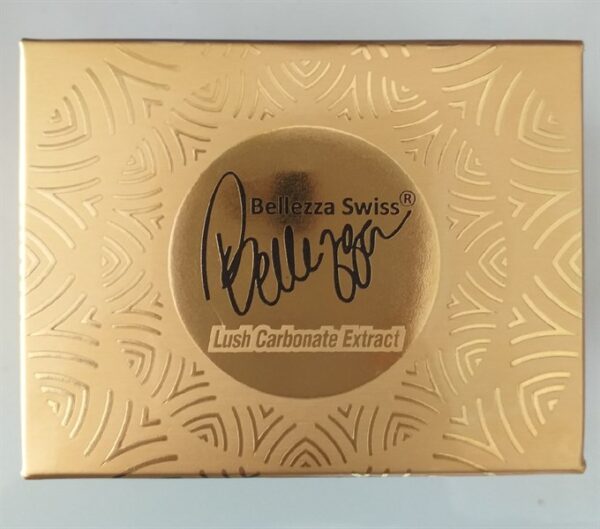 Bellezza Swiss®
Bellezza
Lush Carbonate Extract